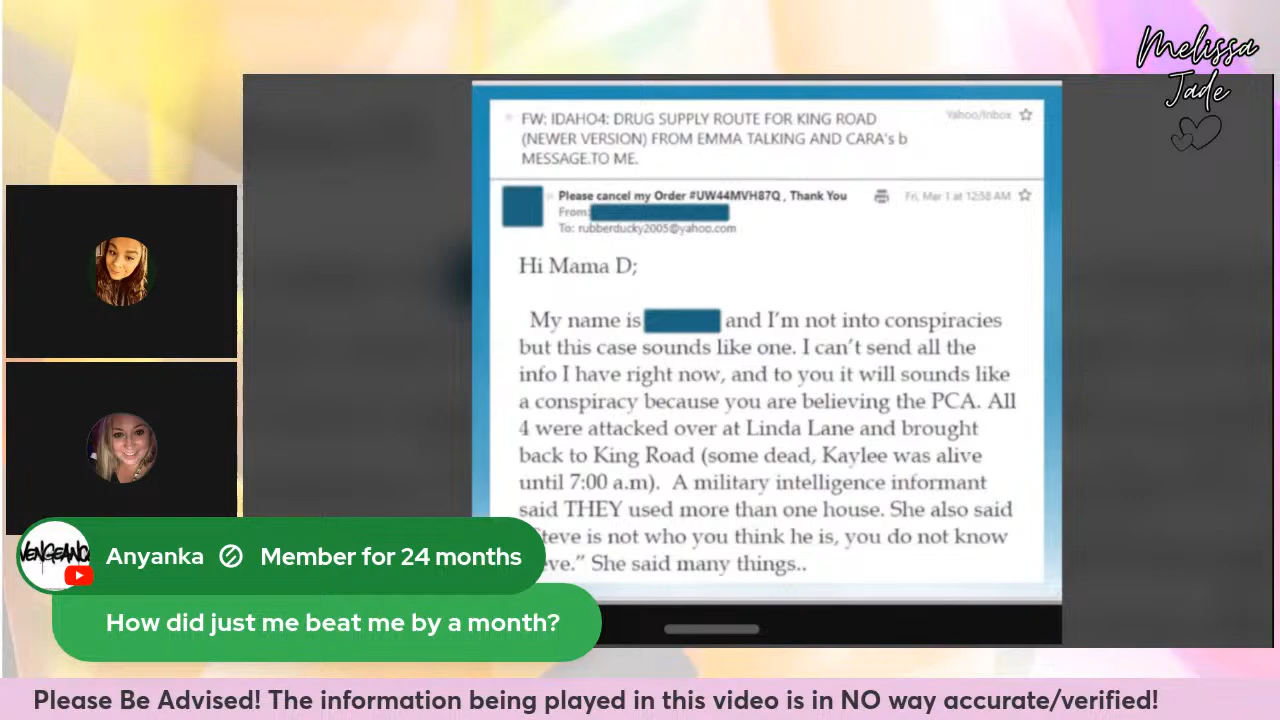 Melissa
Jade
FW: IDAHO4: DRUG SUPPLY ROUTE FOR KING ROAD
(NEWER VERSION) FROM EMMA TALKING AND CARA's b
MESSAGE.TO ME.
Yahoo/Inbox
Please cancel my Order #UW44MVH87Q , Thank You
Fri, Mar 1 at 12:58 AM
From:
To: rubberducky2005@yahoo.com
Hi Mama D;
My name is and I'm not into conspiracies
but this case sounds like one. I can't send all the
info I have right now, and to you it will sounds like
a conspiracy because you are believing the PCA. All
4 were attacked over at Linda Lane and brought
back to King Road (some dead, Kaylee was alive
until 7:00 a.m). A military intelligence informant
said THEY used more than one house. She also said
Steve is not who you think he is, you do not know
eve." She said many things..
VENGEANC
Anyanka Member for 24 months
How did just me beat me by a month?
Please Be Advised! The information being played in this video is in NO way accurate/verified!